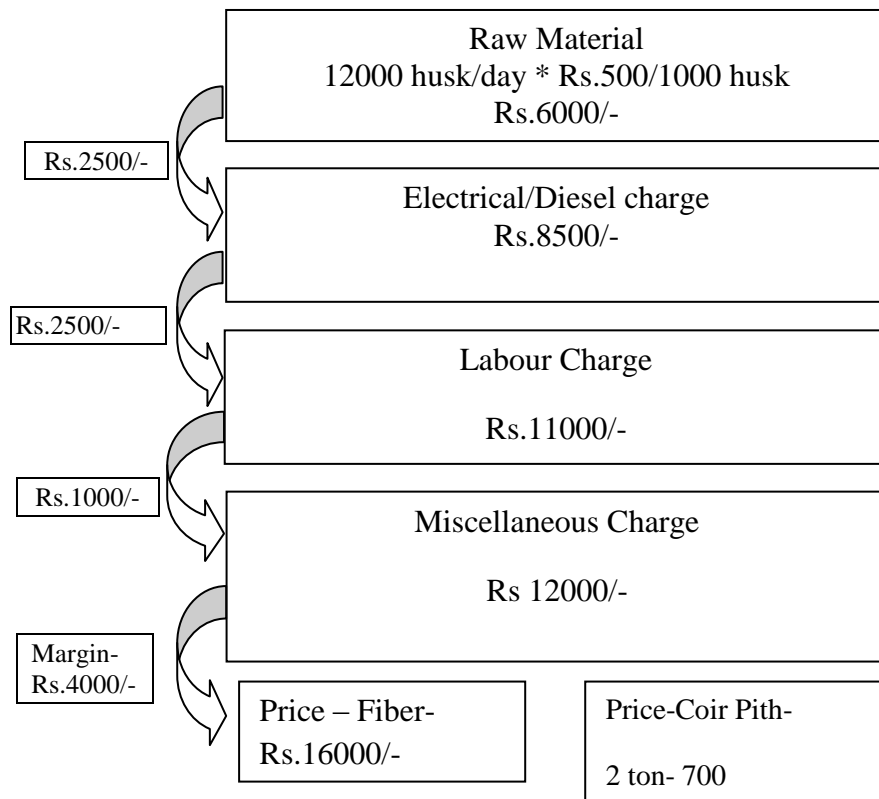 Raw Material
12000 husk/day * Rs.500/1000 husk
Rs.6000/-
Rs.2500/-
Electrical/Diesel charge
Rs.8500/-
Rs.2500/-
Labour Charge
Rs.11000/-
Rs.1000/-
Miscellaneous Charge
Rs 12000/-
Margin-
Rs.4000/-
Price – Fiber-
Rs.16000/-
Price-Coir Pith-
2 ton- 700